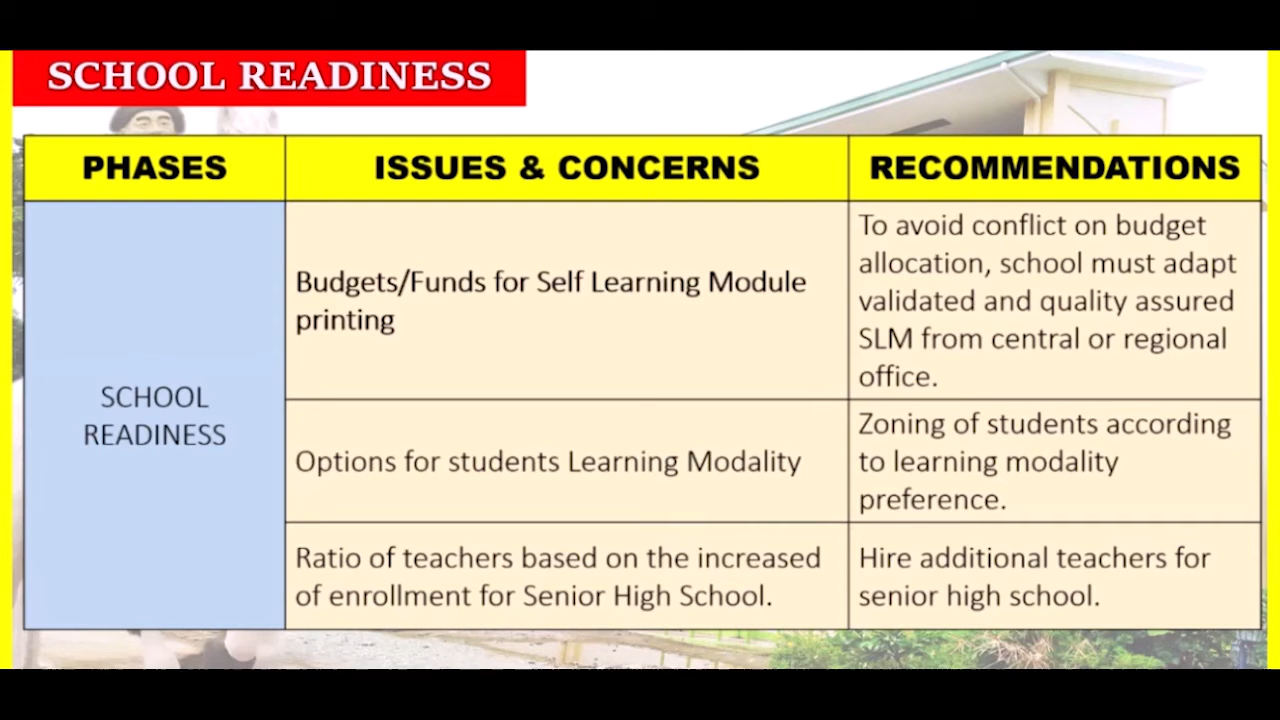 SCHOOL READINESS
PHASES
ISSUES & CONCERNS
RECOMMENDATIONS
SCHOOL
READINESS
Budgets/Funds for Self Learning Module
printing
To avoid conflict on budget
allocation, school must adapt
validated and quality assured
SLM from central or regional
office.
Options for students Learning Modality
Zoning of students according
to learning modality
preference.
Ratio of teachers based on the increased
of enrollment for Senior High School.
Hire additional teachers for
senior high school.